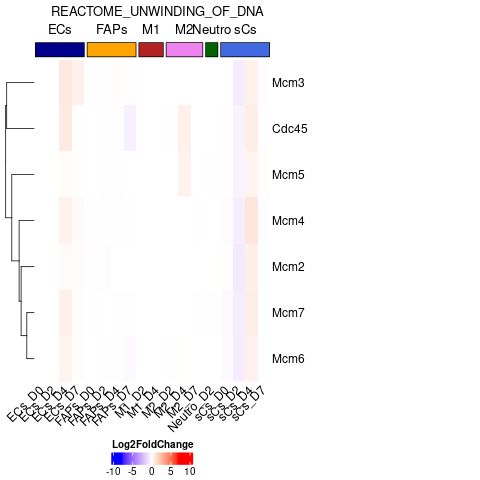 REACTOME_UNWINDING_OF_DNA
ECs FAPs M1 M2 Neutro sCs
Mcm3
Cdc45
Mcm5
Mcm4
Mcm2
Mcm7
Mcm6
ECs_D0 ECs_D2 ECs_D4 ECs_D7 FAPs_D0 FAPs_D2 FAPs_D4 FAPs_D7 M1_D2 M1_D4 M2_D2 M2_D4 M2_D7 Neutro_D2 sCs_D0 sCs_D2 sCs_D4 sCs_D7
Log2FoldChange
-10 -5 0 5 10